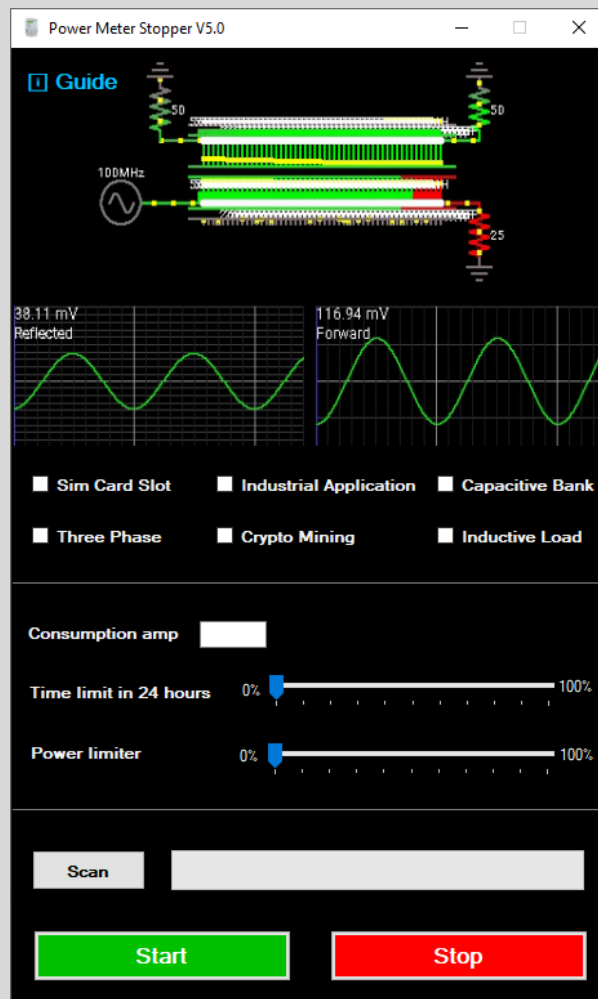 Power Meter Stopper V5.0
i Guide
50
50
100MHz
25
38.11 mV
Reflected
116.94 mV
Forward
Sim Card Slot
Industrial Application
Capacitive Bank
Three Phase
Crypto Mining
Inductive Load
Consumption amp
Time limit in 24 hours
0%
100%
Power limiter
0%
100%
Scan
Start
Stop